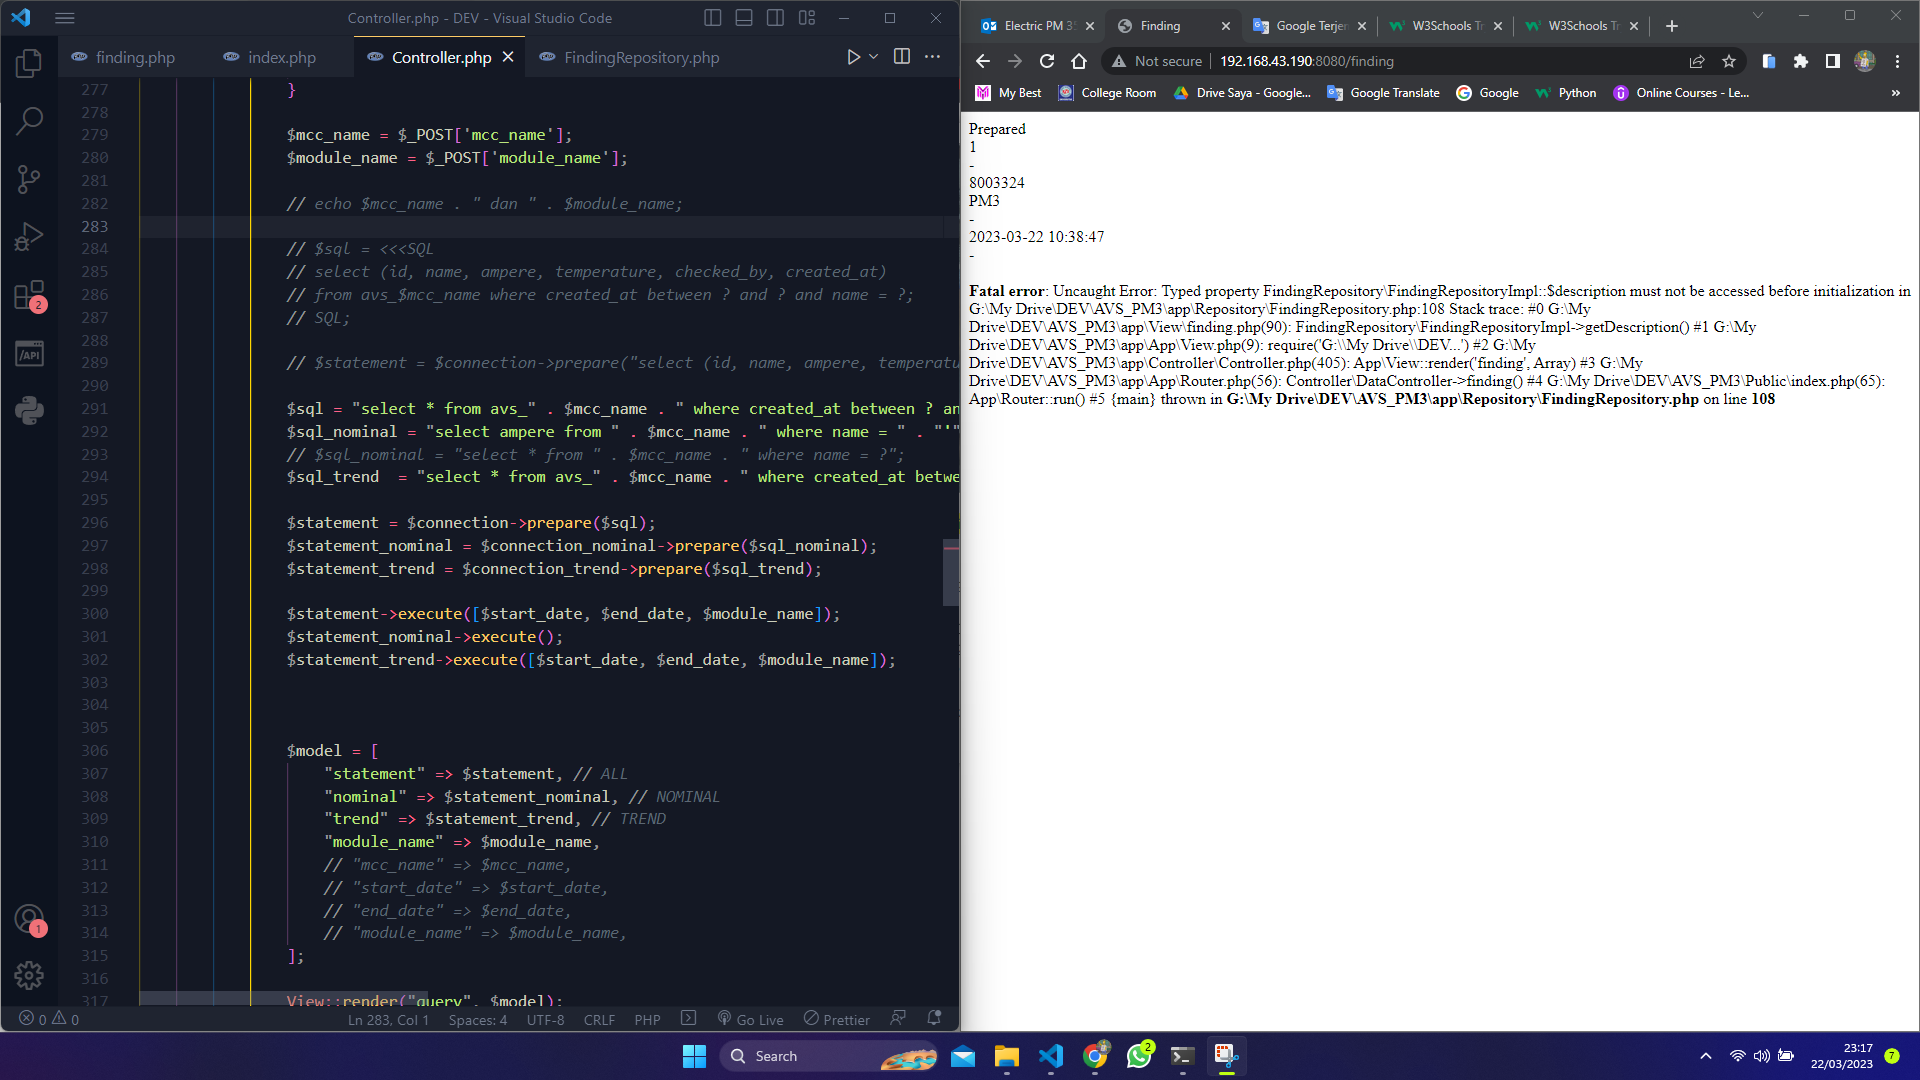 Controller.php - DEV - Visual Studio Code
finding.php
index.php
Controller.php
FindingRepository.php
277 }
278
279 $mcc_name = $_POST['mcc_name'];
280 $module_name = $_POST['module_name'];
281
282 // echo $mcc_name . " dan " . $module_name;
283
284 // $sql = <<<SQL
285 // select (id, name, ampere, temperature, checked_by, created_at)
286 // from avs_$mcc_name where created_at between ? and ? and name = ?;
287 // SQL;
288
289 // $statement = $connection->prepare("select (id, name, ampere, temperatu
290
291 $sql = "select * from avs_" . $mcc_name . " where created_at between ? an
292 $sql_nominal = "select ampere from " . $mcc_name . " where name = " . "'"
293 // $sql_nominal = "select * from " . $mcc_name . " where name = ?";
294 $sql_trend  = "select * from avs_" . $mcc_name . " where created_at betwe
295
296 $statement = $connection->prepare($sql);
297 $statement_nominal = $connection_nominal->prepare($sql_nominal);
298 $statement_trend = $connection_trend->prepare($sql_trend);
299
300 $statement->execute([$start_date, $end_date, $module_name]);
301 $statement_nominal->execute();
302 $statement_trend->execute([$start_date, $end_date, $module_name]);
303
304
305
306 $model = [
307 "statement" => $statement, // ALL
308 "nominal" => $statement_nominal, // NOMINAL
309 "trend" => $statement_trend, // TREND
310 "module_name" => $module_name,
311 // "mcc_name" => $mcc_name,
312 // "start_date" => $start_date,
313 // "end_date" => $end_date,
314 // "module_name" => $module_name,
315 ];
316
317 View::render("query", $model);
2
/API
1
0 0
Ln 283, Col 1
Spaces: 4
UTF-8
CRLF
PHP
Go Live
Prettier
Electric PM 3
Finding
Google Terjen
W3Schools Tr
W3Schools Tr
Not secure
192.168.43.190:8080/finding
My Best
College Room
Drive Saya - Google...
Google Translate
Google
Python
Online Courses - Le...
»
Prepared
1
-
8003324
PM3
-
2023-03-22 10:38:47
-
Fatal error: Uncaught Error: Typed property FindingRepository\FindingRepositoryImpl::$description must not be accessed before initialization in
G:\My Drive\DEV\AVS_PM3\app\Repository\FindingRepository.php:108 Stack trace: #0 G:\My
Drive\DEV\AVS_PM3\app\View\finding.php(90): FindingRepository\FindingRepositoryImpl->getDescription() #1 G:\My
Drive\DEV\AVS_PM3\app\App\View.php(9): require('G:\\My Drive\\DEV...') #2 G:\My
Drive\DEV\AVS_PM3\app\Controller\Controller.php(405): App\View::render('finding', Array) #3 G:\My
Drive\DEV\AVS_PM3\app\App\Router.php(56): Controller\DataController->finding() #4 G:\My Drive\DEV\AVS_PM3\Public\index.php(65):
App\Router::run() #5 {main} thrown in G:\My Drive\DEV\AVS_PM3\app\Repository\FindingRepository.php on line 108
Search
2
23:17
22/03/2023
7